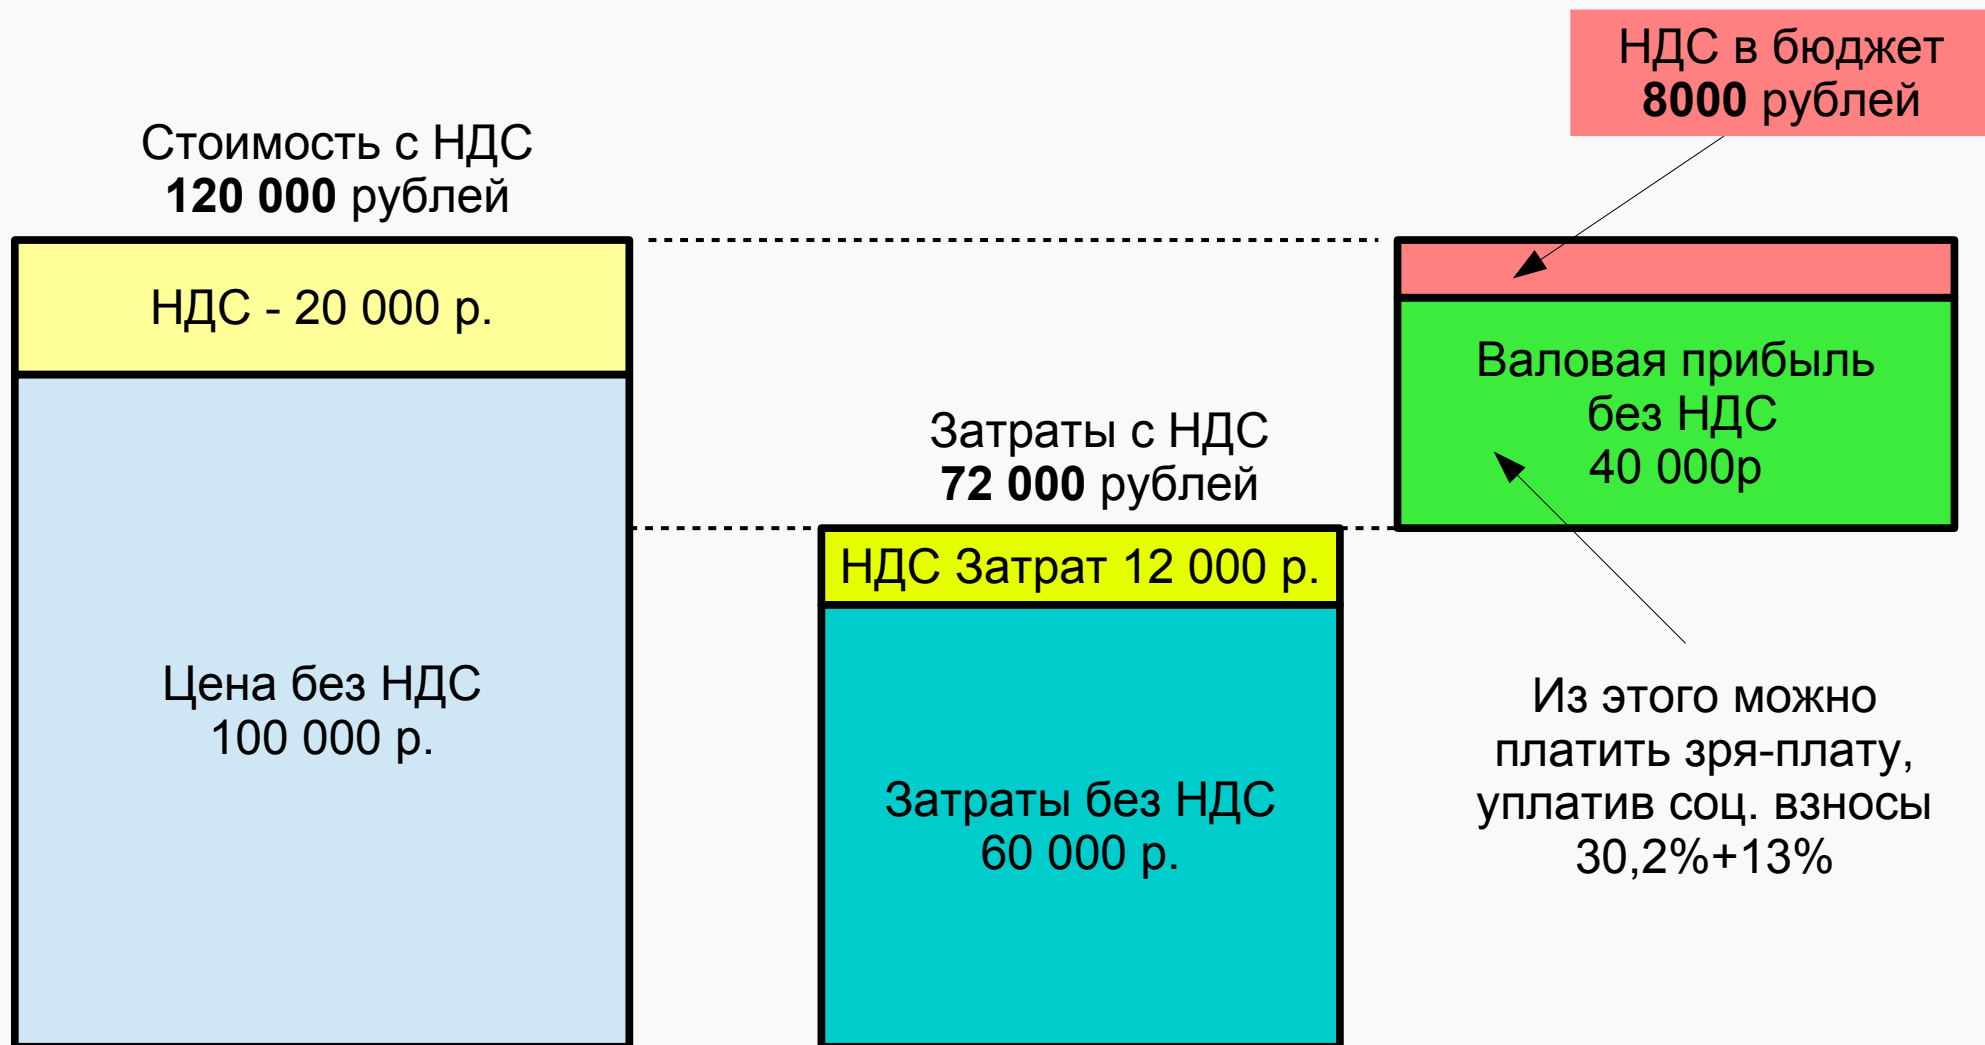 НДС в бюджет
8000 рублей
Стоимость с НДС
120 000 рублей
НДС - 20 000 р.
Цена без НДС
100 000 р.
Затраты с НДС
72 000 рублей
НДС Затрат 12 000 р.
Затраты без НДС
60 000 р.
Валовая прибыль
без НДС
40 000р
Из этого можно
платить зря-плату,
уплатив соц. взносы
30,2%+13%